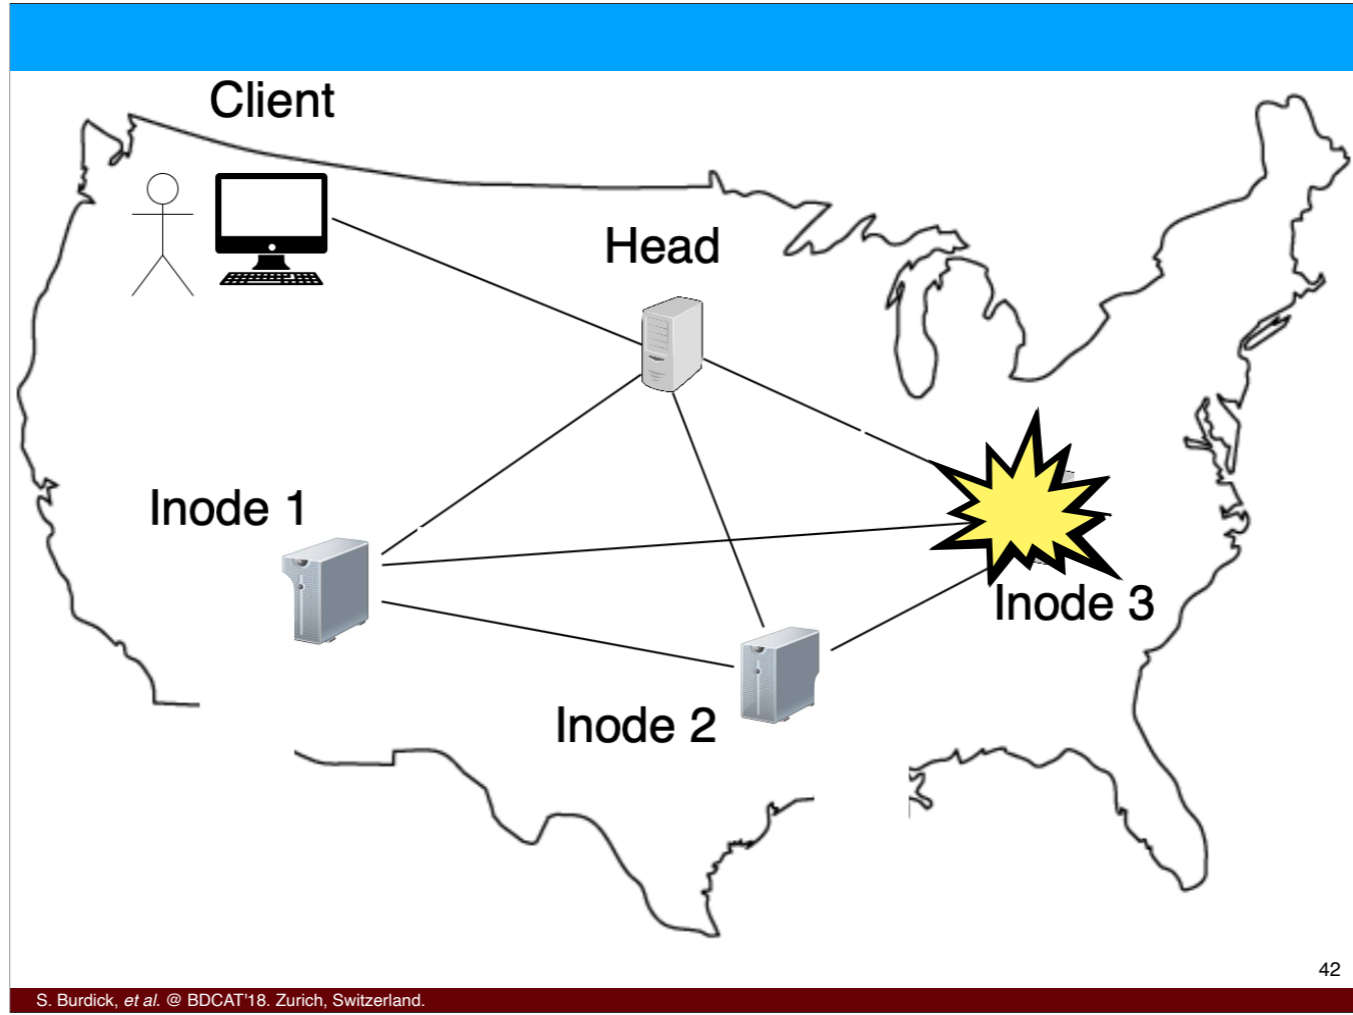 Client
Head
Inode 1
Inode 3
Inode 2
42
S. Burdick, et al. @ BDCAT'18. Zurich, Switzerland.